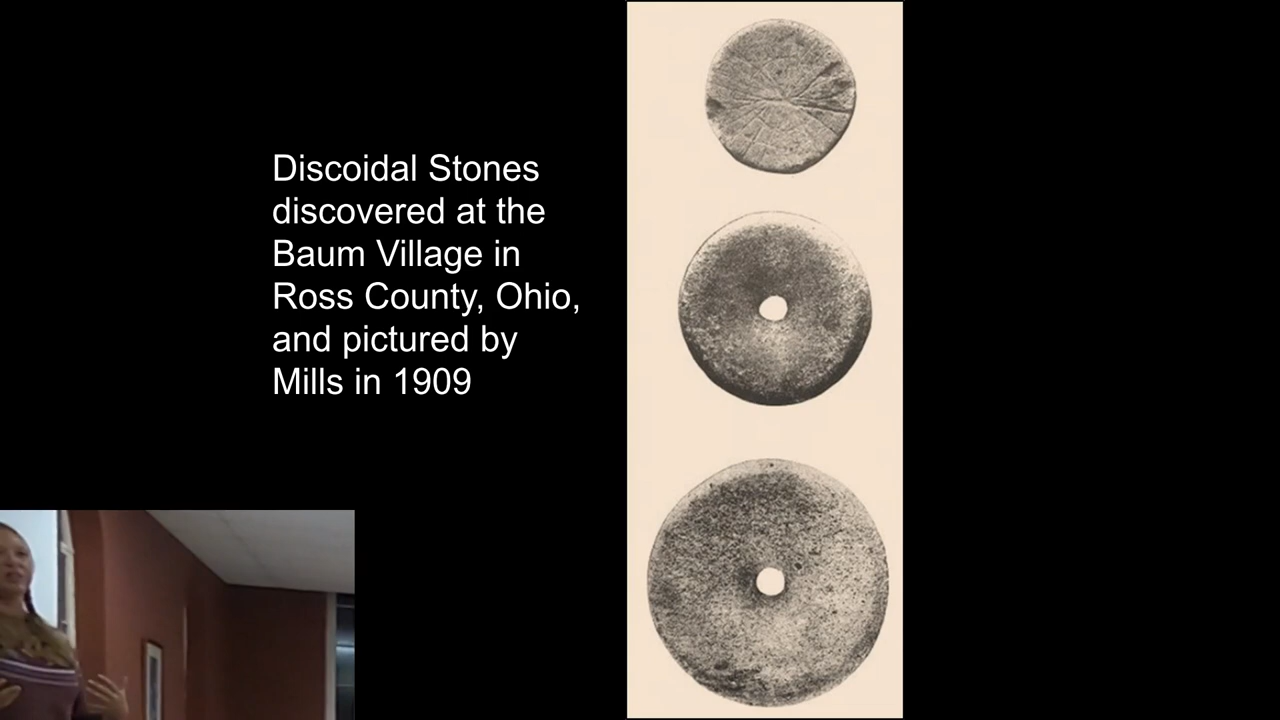 Discoidal Stones
discovered at the
Baum Village in
Ross County, Ohio,
and pictured by
Mills in 1909